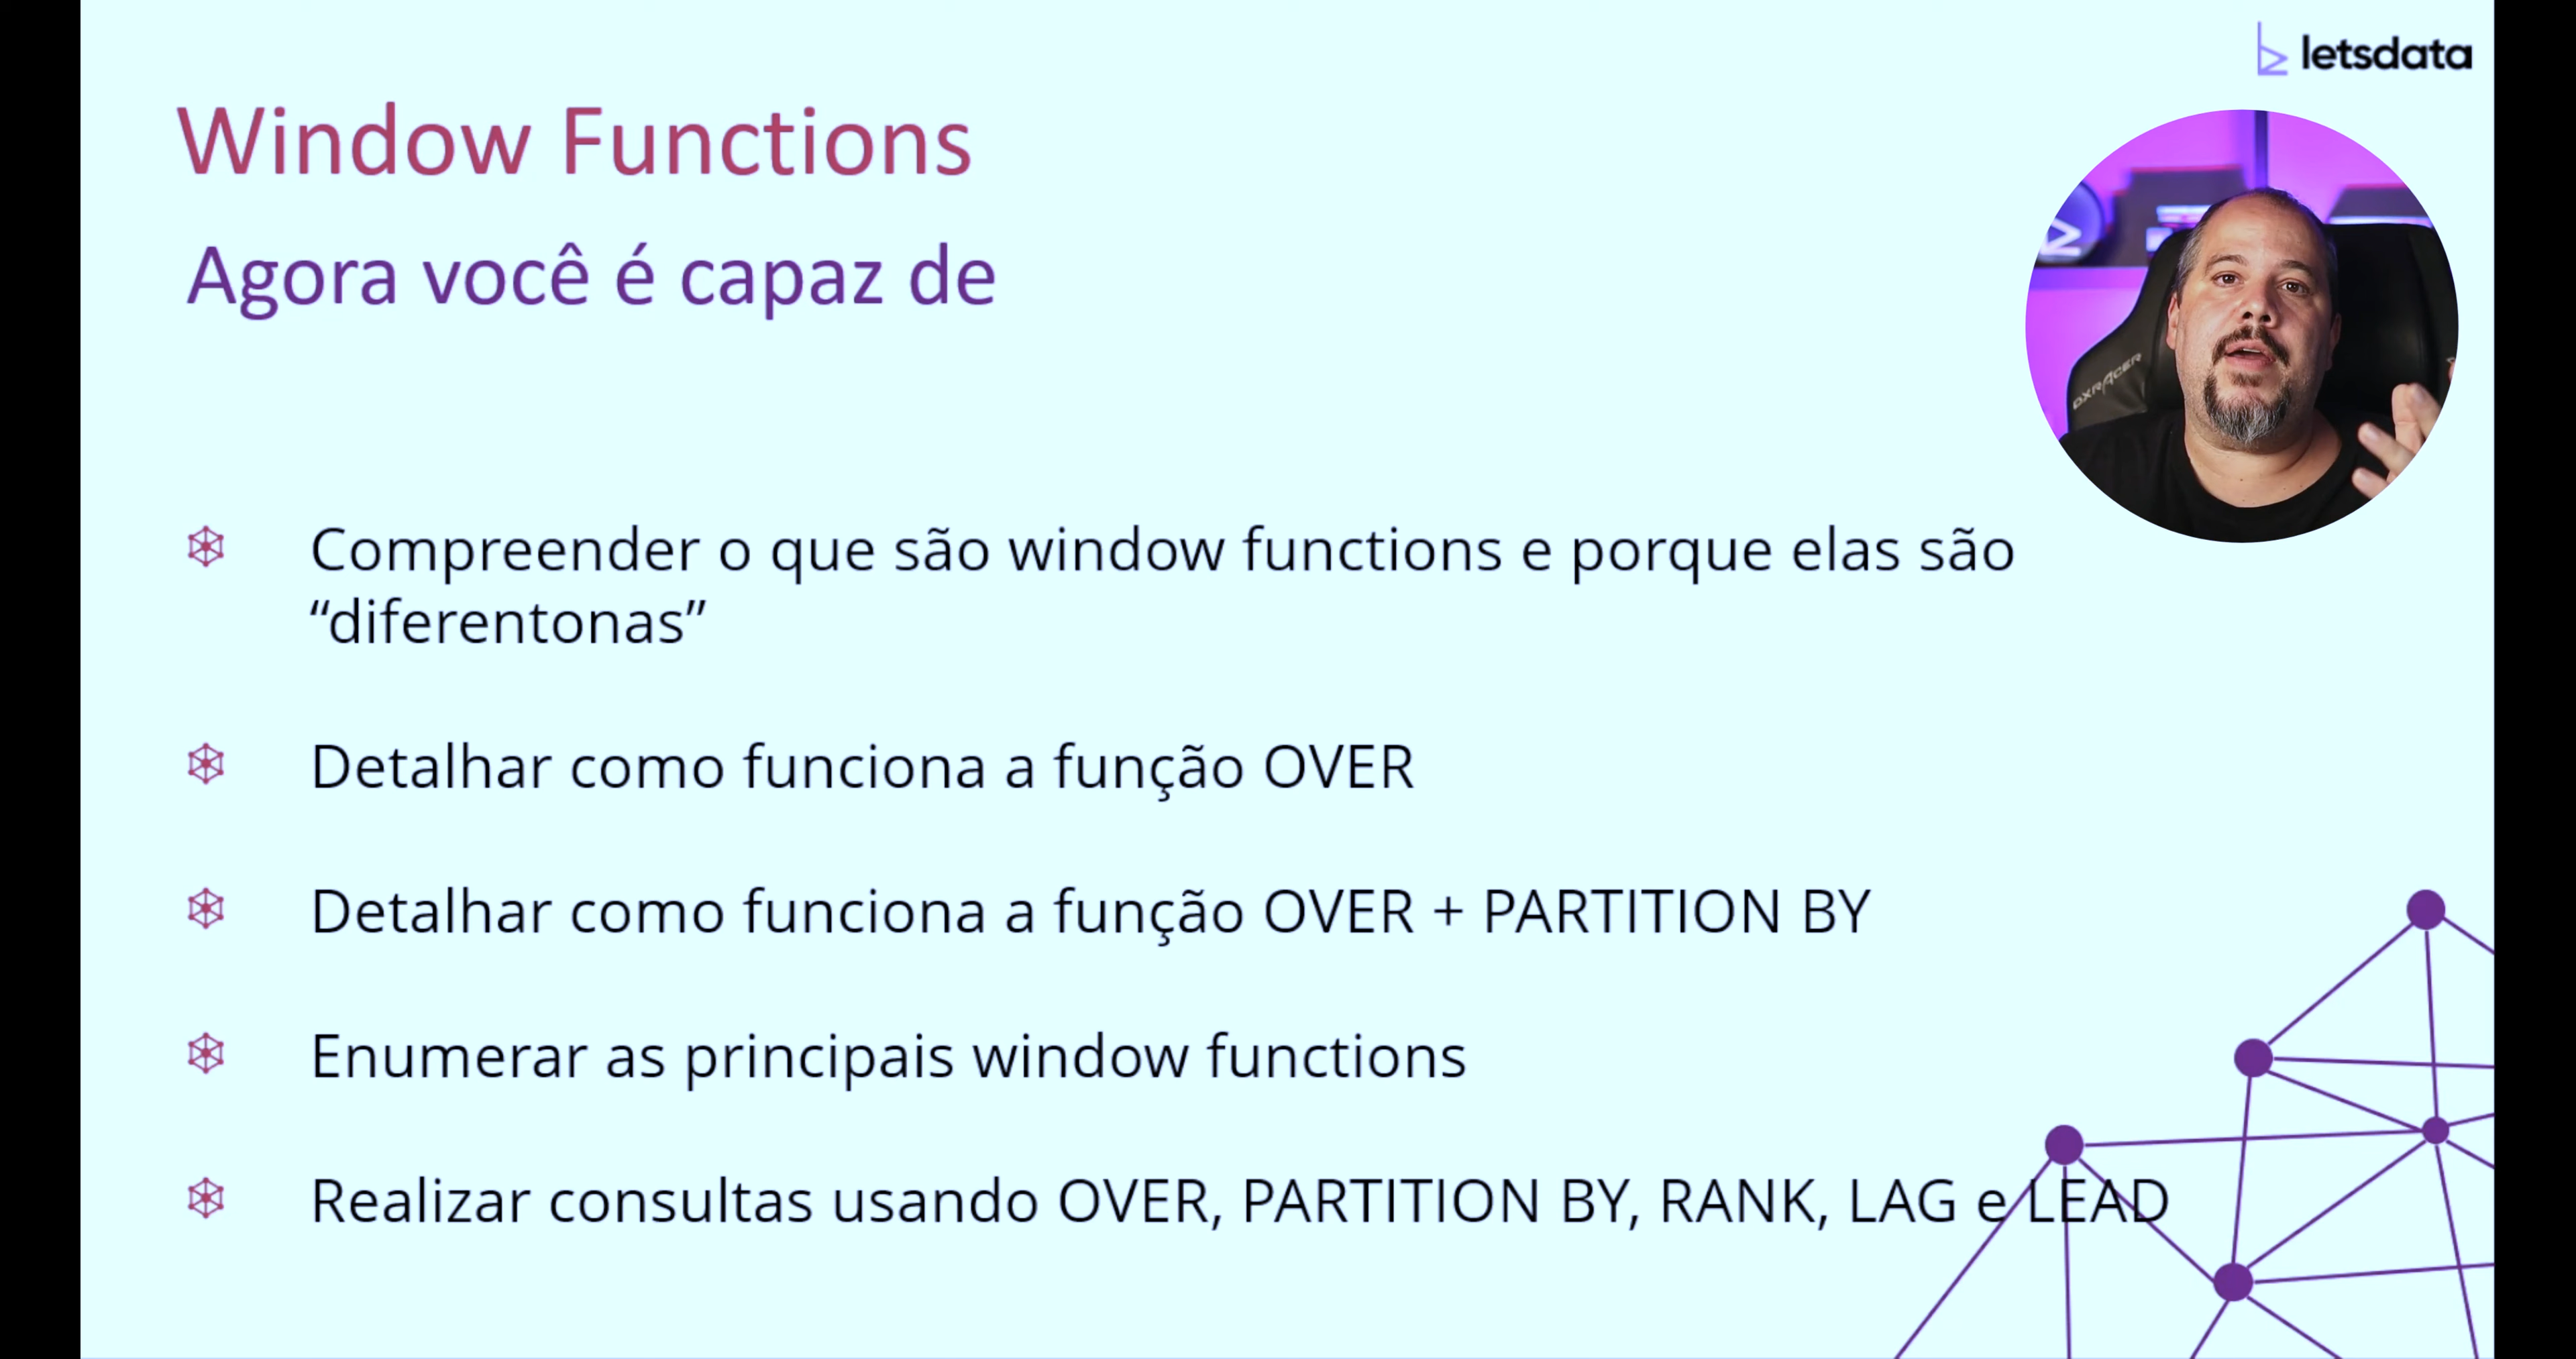 letsdata
Window Functions
Agora você é capaz de
DXRACER
Compreender o que são window functions e porque elas são
“diferentonas”
Detalhar como funciona a função OVER
Detalhar como funciona a função OVER + PARTITION BY
Enumerar as principais window functions
Realizar consultas usando OVER, PARTITION BY, RANK, LAG e LEAD